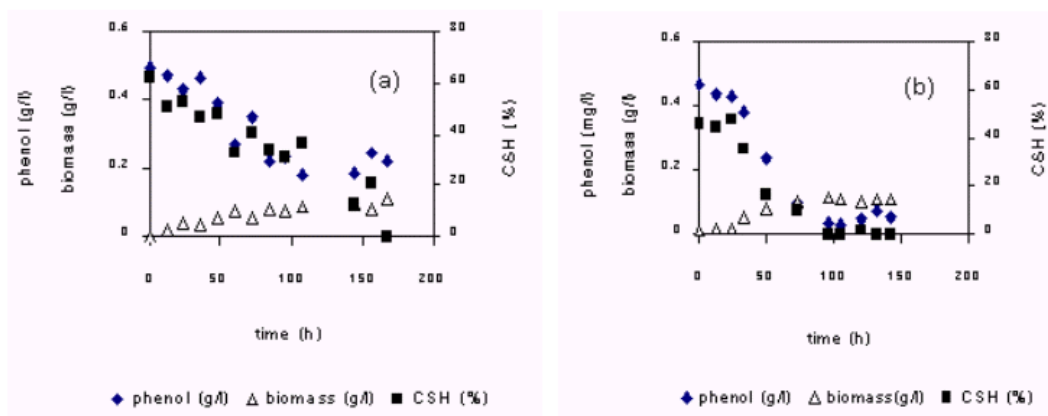 0.6 80
(a)
0.4 60
40
0.2 20
0 0
0 50 100 150 200
phenol (g/l)
biomass (g/l)
CSH (%)
time (h)
phenol (g/l) biomass (g/l) CSH (%)
0.6 80
(b)
60
0.4
40
0.2 20
0 0
0 50 100 150 200
phenol (mg/l)
biomass (g/l)
CSH (%)
time (h)
phenol (g/l) biomass(g/l) CSH (%)